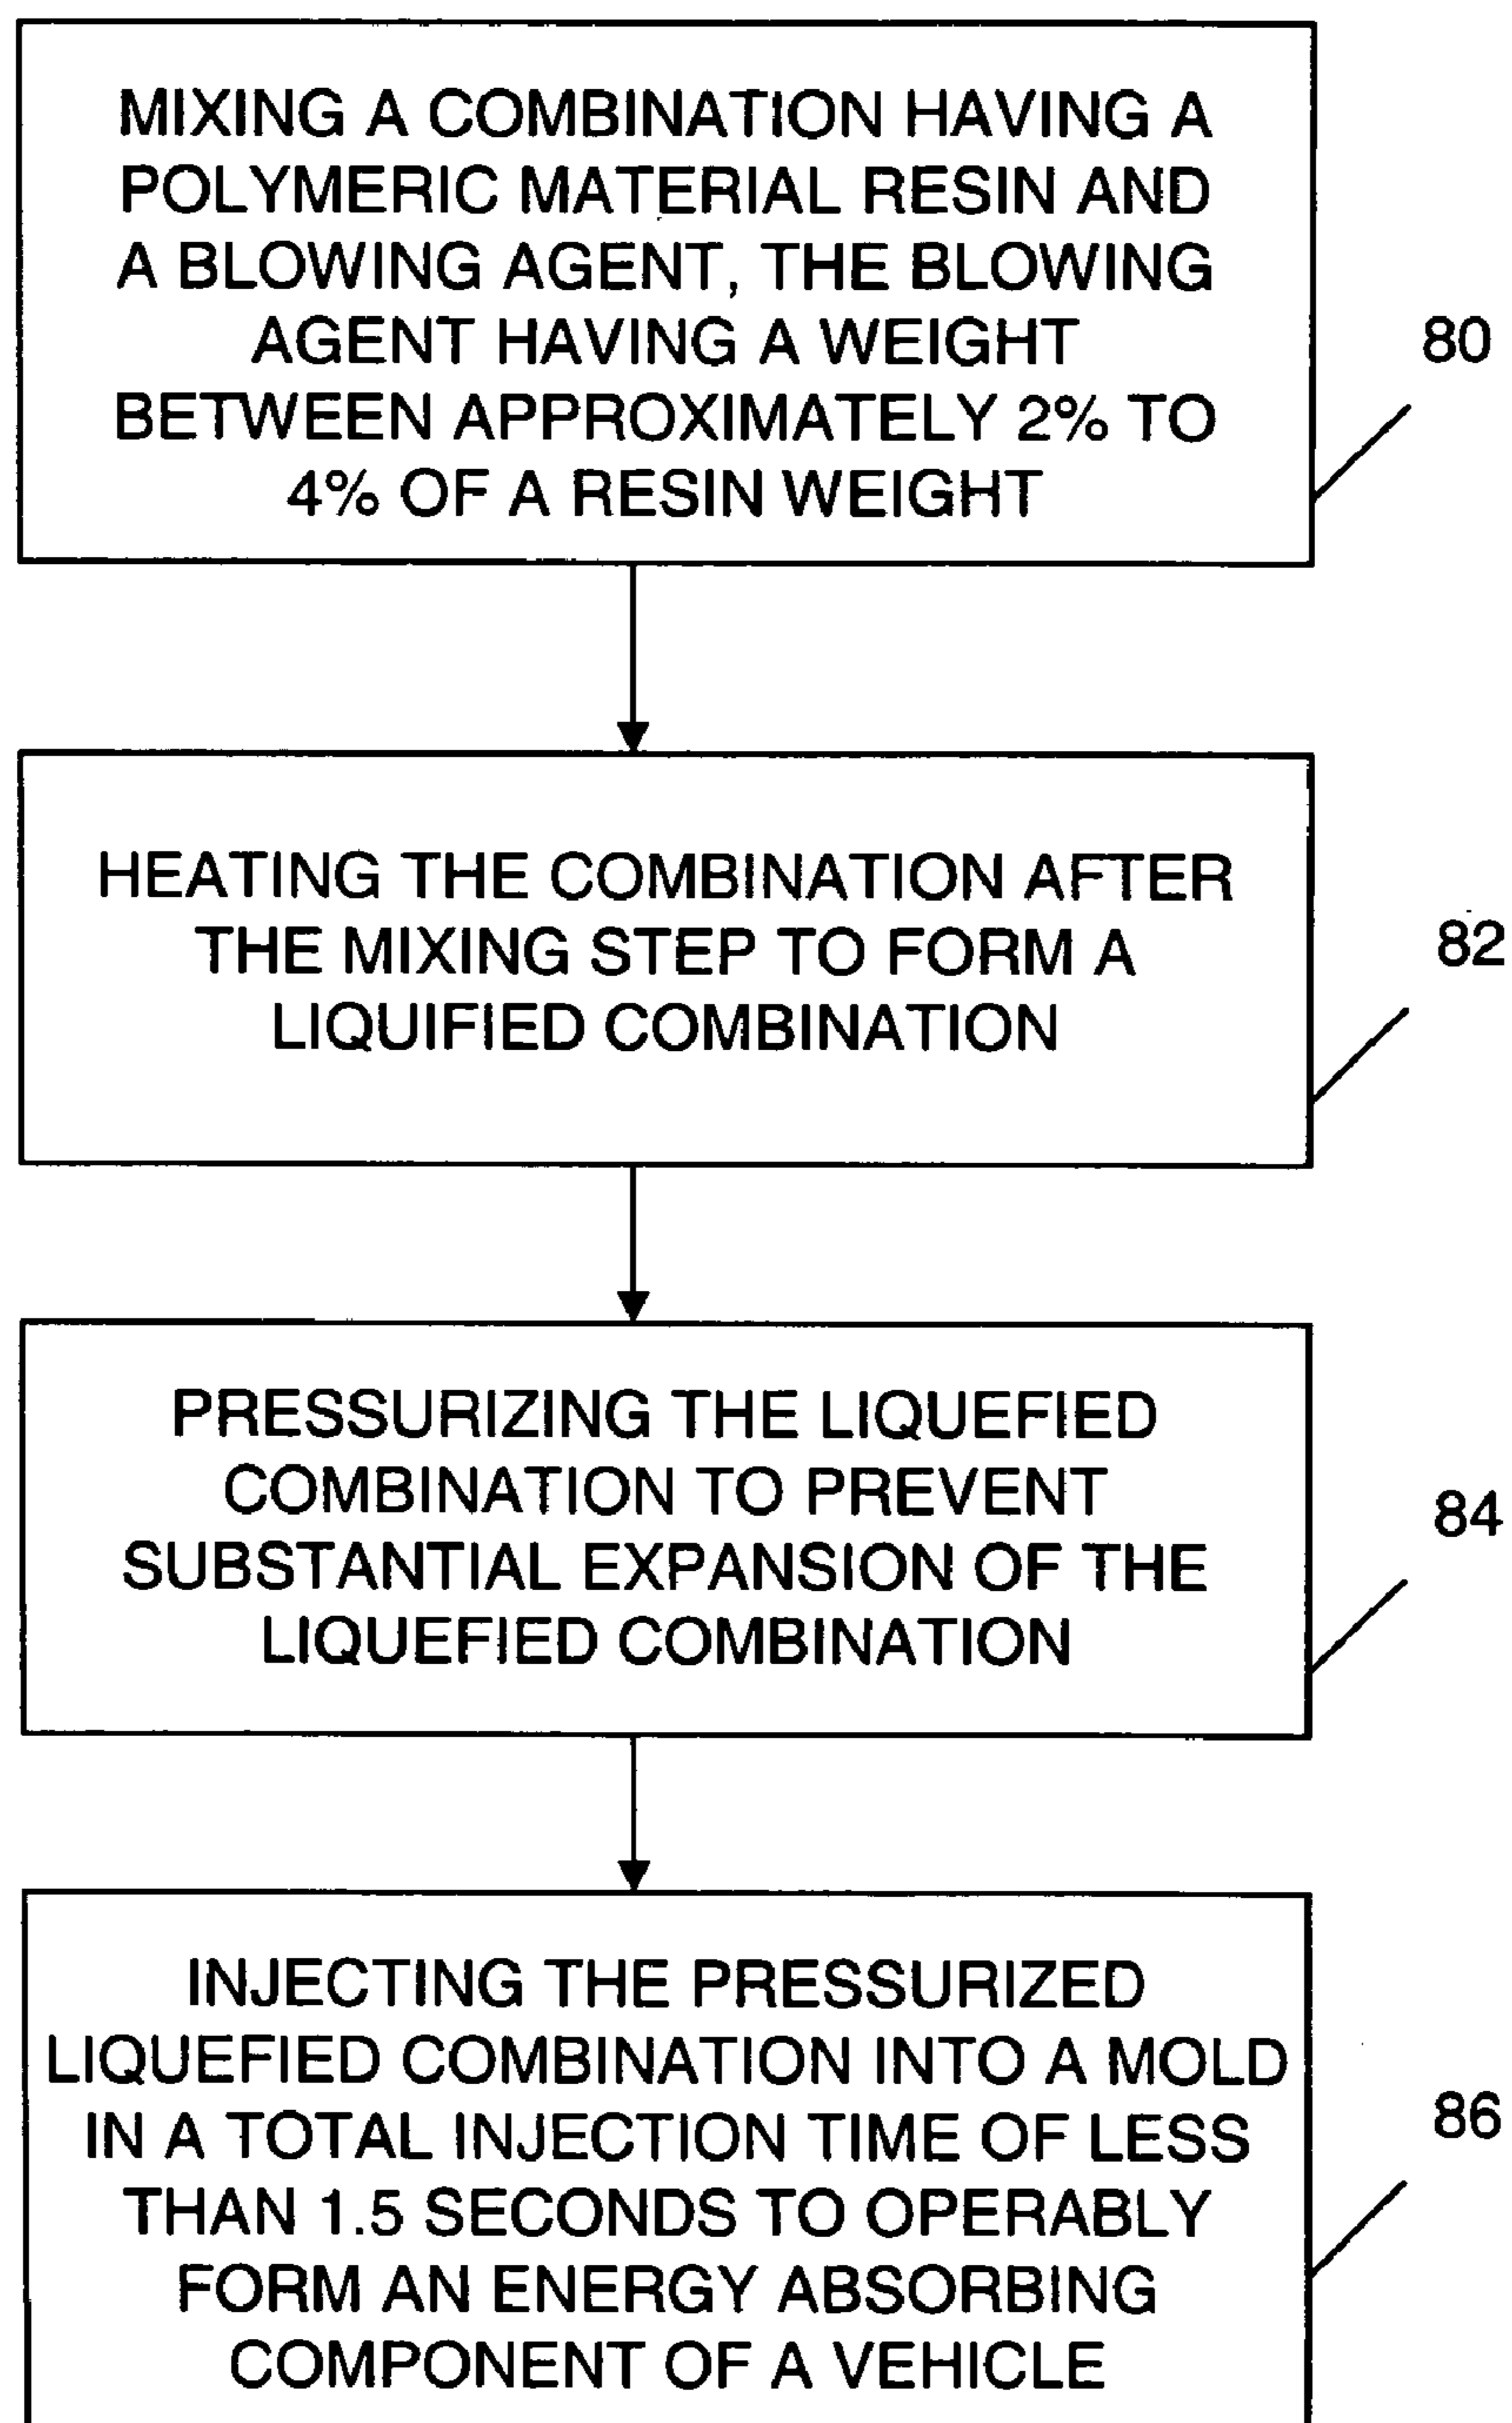 MIXING A COMBINATION HAVING A
POLYMERIC MATERIAL RESIN AND
A BLOWING AGENT, THE BLOWING
AGENT HAVING A WEIGHT
BETWEEN APPROXIMATELY 2% TO
4% OF A RESIN WEIGHT
80
HEATING THE COMBINATION AFTER
THE MIXING STEP TO FORM A
LIQUIFIED COMBINATION
82
PRESSURIZING THE LIQUEFIED
COMBINATION TO PREVENT
SUBSTANTIAL EXPANSION OF THE
LIQUEFIED COMBINATION
84
INJECTING THE PRESSURIZED
LIQUEFIED COMBINATION INTO A MOLD
IN A TOTAL INJECTION TIME OF LESS
THAN 1.5 SECONDS TO OPERABLY
FORM AN ENERGY ABSORBING
COMPONENT OF A VEHICLE
86